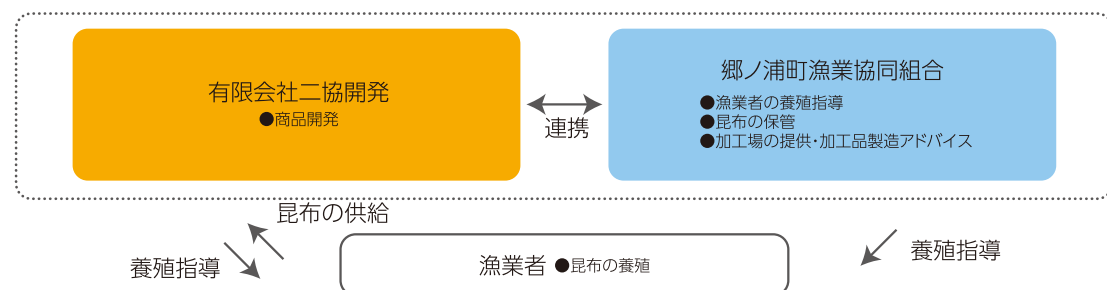 有限会社二協開発
●商品開発
連携
郷ノ浦町漁業協同組合
●漁業者の養殖指導
●昆布の保管
●加工場の提供・加工品製造アドバイス
昆布の供給
養殖指導
漁業者 ●昆布の養殖
養殖指導